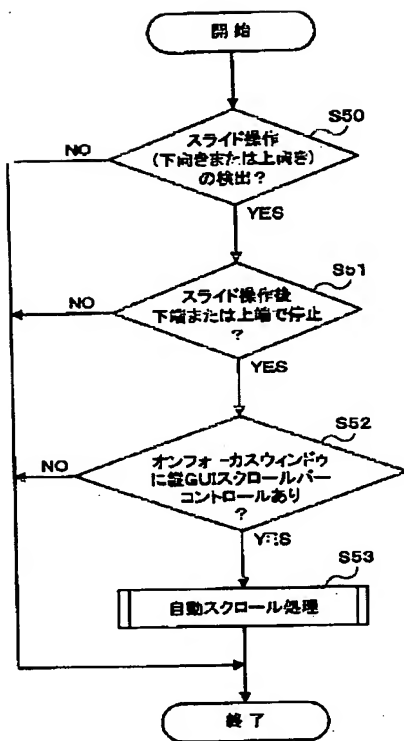 開始
S50
スライド操作
(下向きまたは上向き)
の検出?
NO
YES
S51
スライド操作後
下端または上端で停止
?
NO
YES
S52
オンフォーカスウィンドゥ
に縦GUIスクロールバー
コントロールあり
?
NO
YES
S53
自動スクロール処理
終了